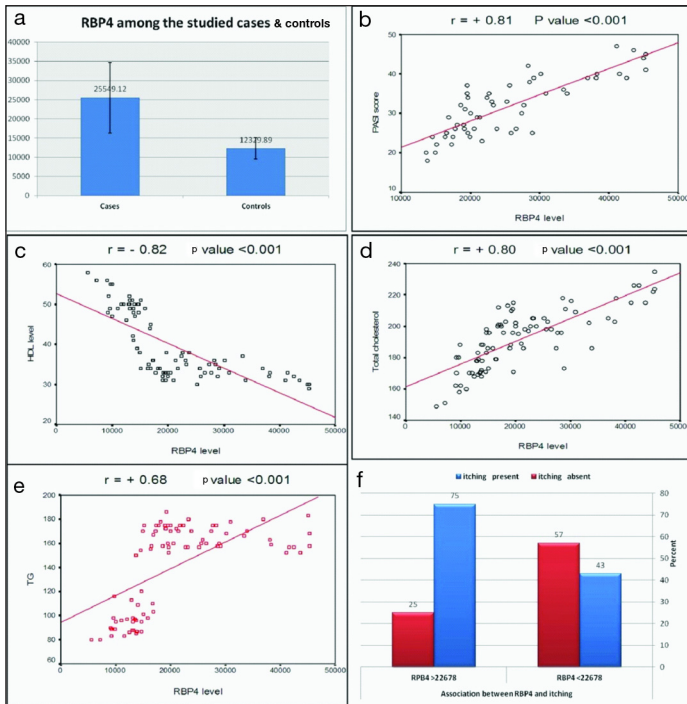 a
RBP4 among the studied cases & controls
40000
35000
30000
25000
20000
15000
10000
5000
0
25549.12
12329.89
Cases
Controls
b
r = + 0.81 P value <0.001
PASI score
50
40
30
20
10
10000 20000 30000 40000 50000
RBP4 level
c
r = - 0.82 p value <0.001
HDL level
60
50
40
30
20
0 10000 20000 30000 40000 50000
RBP4 level
d
r = + 0.80 p value <0.001
Total cholesterol
240
220
200
180
160
140
0 10000 20000 30000 40000 50000
RBP4 level
e
r = + 0.68 p value <0.001
TG
200
180
160
140
120
100
80
60
0 10000 20000 30000 40000 50000
RBP4 level
f
itching present itching absent
80
70
60
50
40
30
20
10
0
Percent
25
75
57
43
RPB4 >22678
RBP4 <22678
Association between RBP4 and itching